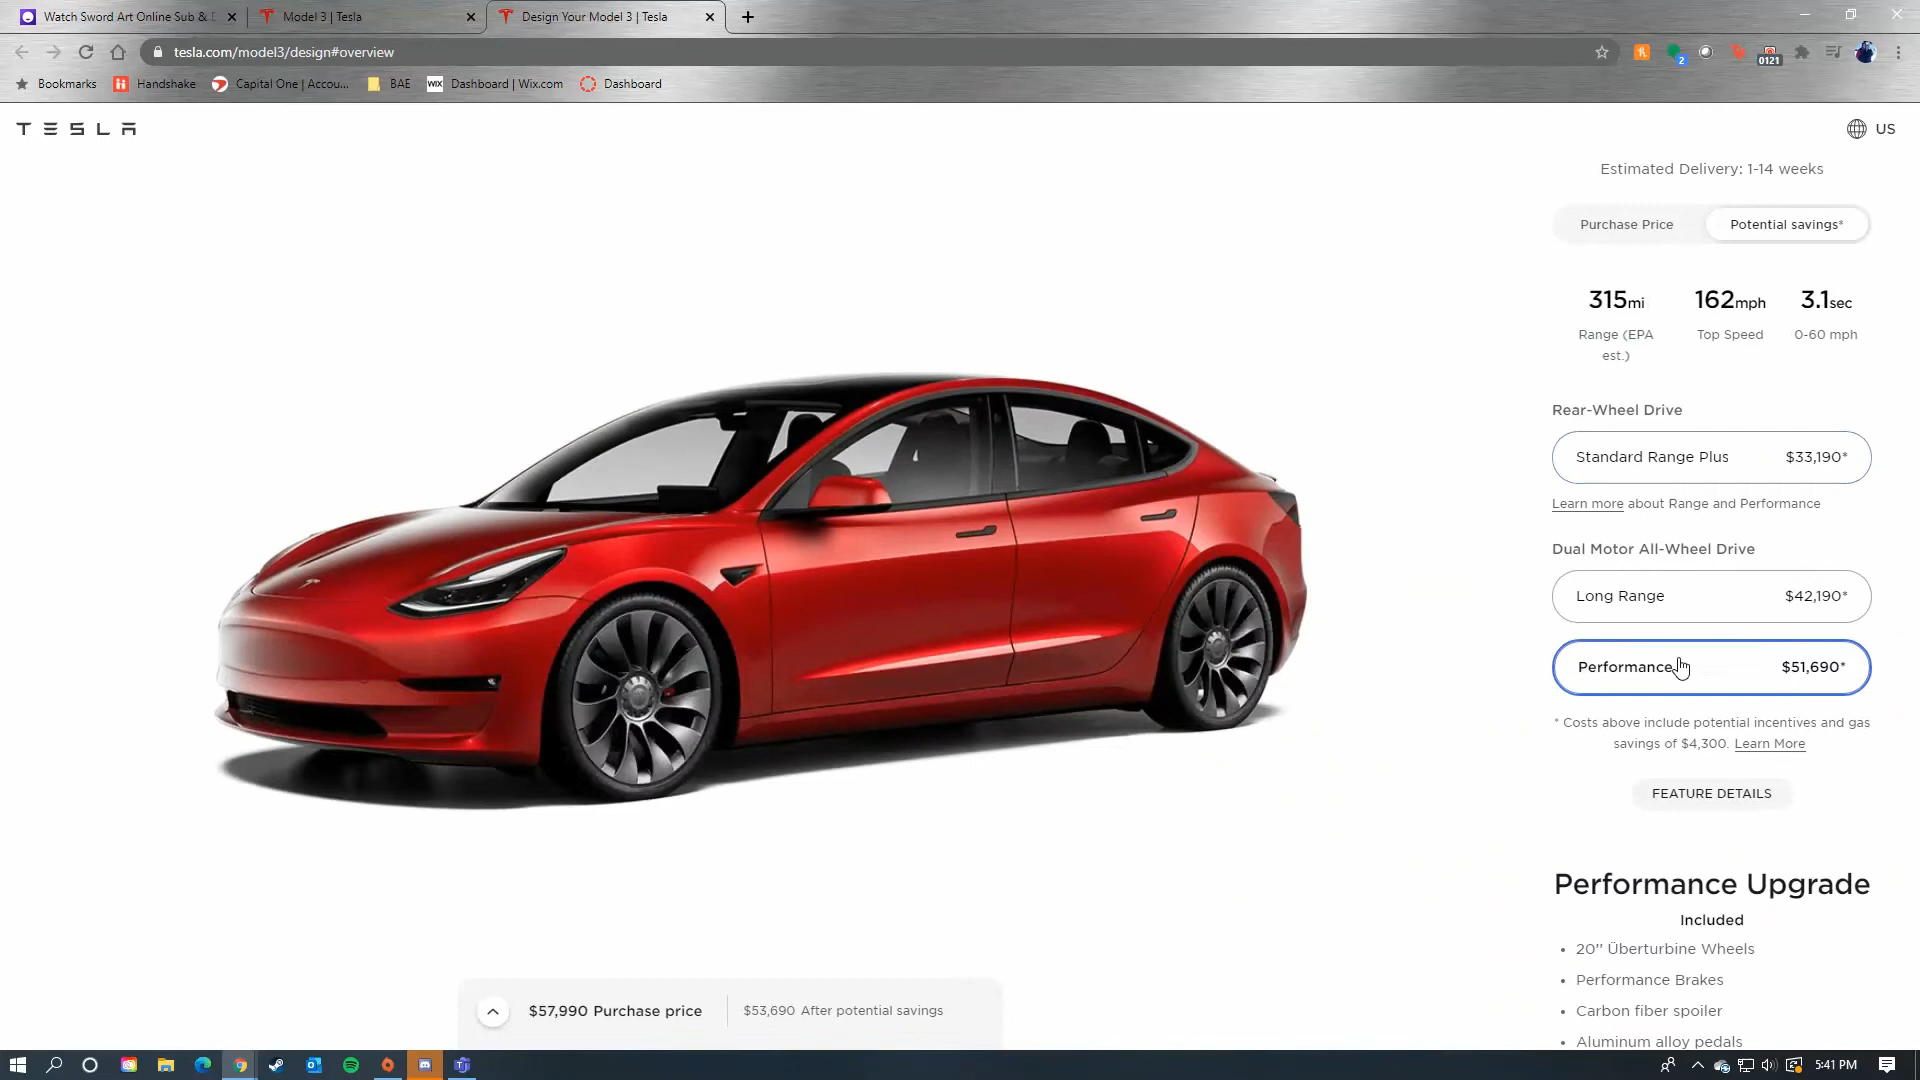 Watch Sword Art Online Sub &
Model 3 | Tesla
Design Your Model 3 | Tesla
tesla.com/model3/design#overview
2
0121
Bookmarks
Handshake
Capital One | Accou...
BAE
WIX Dashboard | Wix.com
Dashboard
TESLA
US
Estimated Delivery: 1-14 weeks
Purchase Price
Potential savings*
315mi 162mph 3.1sec
Range (EPA est.) Top Speed 0-60 mph
Rear-Wheel Drive
Standard Range Plus $33,190*
Learn more about Range and Performance
Dual Motor All-Wheel Drive
Long Range $42,190*
Performance $51,690*
* Costs above include potential incentives and gas
savings of $4,300. Learn More
FEATURE DETAILS
Performance Upgrade
Included
• 20’’ Überturbine Wheels
• Performance Brakes
• Carbon fiber spoiler
• Aluminum alloy pedals
$57,990 Purchase price
$53,690 After potential savings
5:41 PM